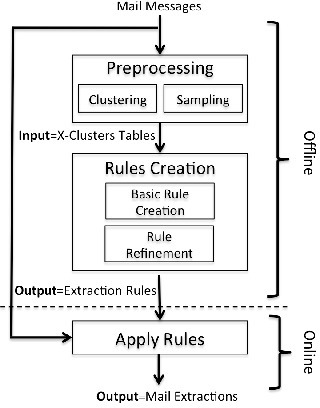 Mail Messages
Preprocessing
Clustering
Sampling
Input=X-Clusters Tables
Rules Creation
Basic Rule
Creation
Rule
Refinement
Output=Extraction Rules
Apply Rules
Output=Mail Extractions
Offline
Online